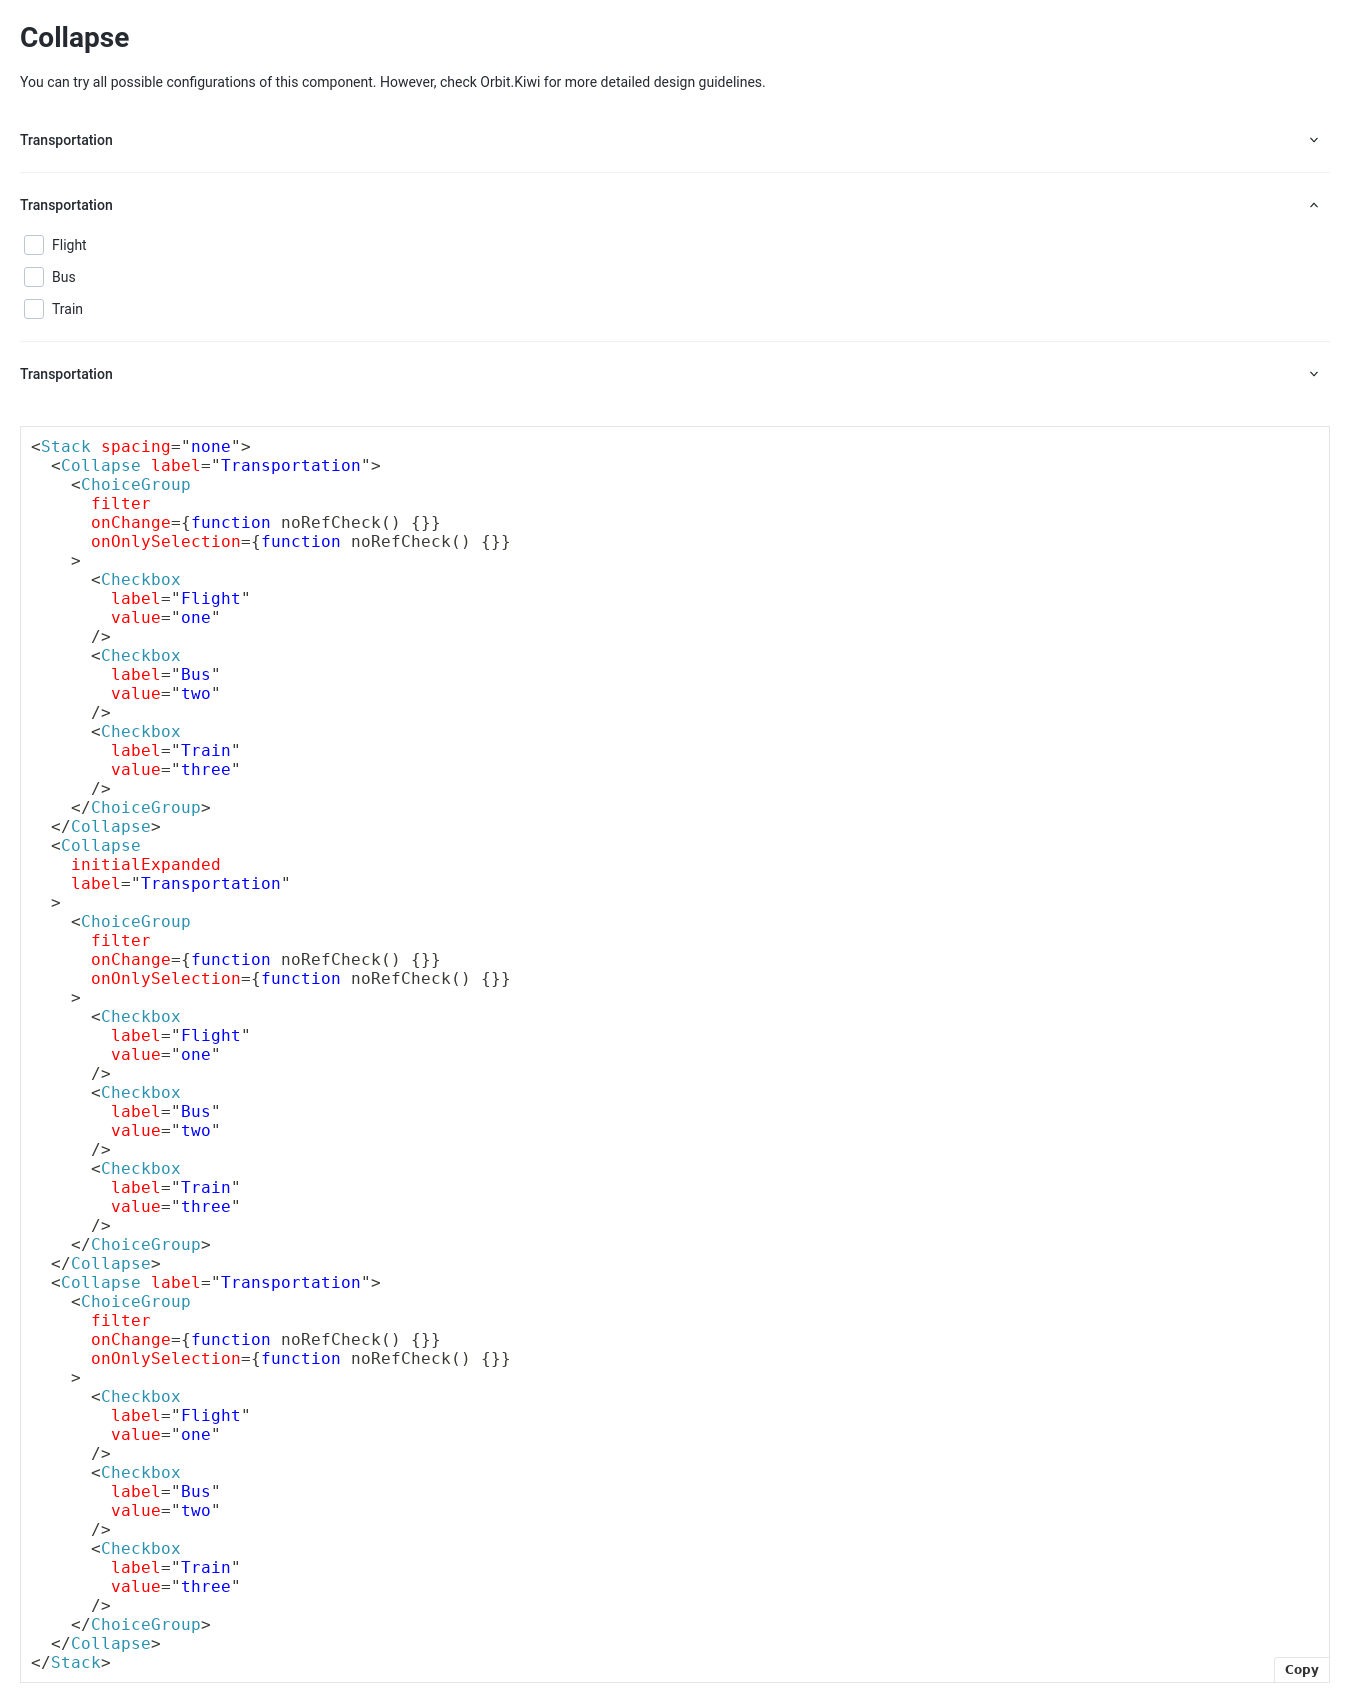 Collapse
You can try all possible configurations of this component. However, check Orbit.Kiwi for more detailed design guidelines.
Transportation
Transportation
Flight
Bus
Train
Transportation
<Stack spacing="none">
  <Collapse label="Transportation">
    <ChoiceGroup
      filter
      onChange={function noRefCheck() {}}
      onOnlySelection={function noRefCheck() {}}
    >
      <Checkbox
        label="Flight"
        value="one"
      />
      <Checkbox
        label="Bus"
        value="two"
      />
      <Checkbox
        label="Train"
        value="three"
      />
    </ChoiceGroup>
  </Collapse>
  <Collapse
    initialExpanded
    label="Transportation"
  >
    <ChoiceGroup
      filter
      onChange={function noRefCheck() {}}
      onOnlySelection={function noRefCheck() {}}
    >
      <Checkbox
        label="Flight"
        value="one"
      />
      <Checkbox
        label="Bus"
        value="two"
      />
      <Checkbox
        label="Train"
        value="three"
      />
    </ChoiceGroup>
  </Collapse>
  <Collapse label="Transportation">
    <ChoiceGroup
      filter
      onChange={function noRefCheck() {}}
      onOnlySelection={function noRefCheck() {}}
    >
      <Checkbox
        label="Flight"
        value="one"
      />
      <Checkbox
        label="Bus"
        value="two"
      />
      <Checkbox
        label="Train"
        value="three"
      />
    </ChoiceGroup>
  </Collapse>
</Stack>
Copy